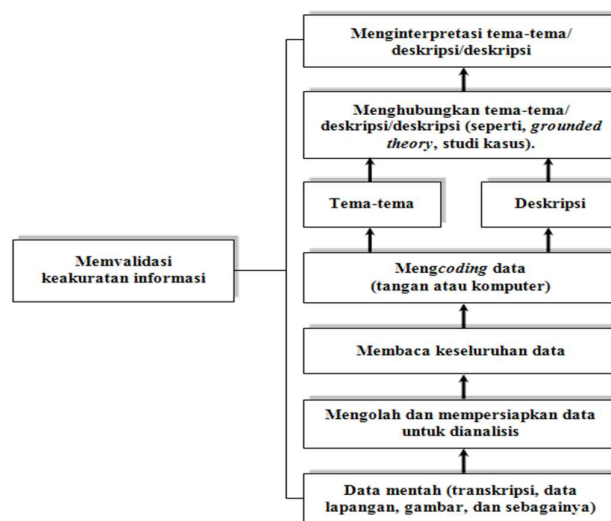 Menginterpretasi tema-tema/
deskripsi/deskripsi
Menghubungkan tema-tema/
deskripsi/deskripsi (seperti, grounded
theory, studi kasus).
Tema-tema
Deskripsi
Memvalidasi
keakuratan informasi
Mengcoding data
(tangan atau komputer)
Membaca keseluruhan data
Mengolah dan mempersiapkan data
untuk dianalisis
Data mentah (transkripsi, data
lapangan, gambar, dan sebagainya)